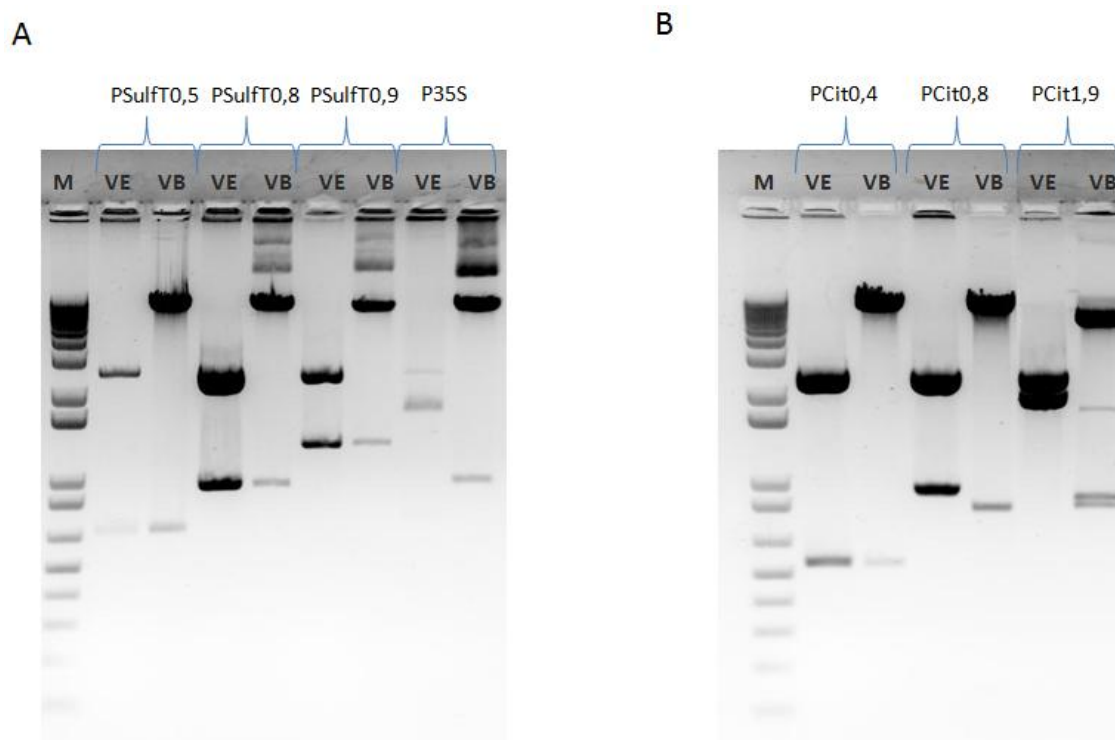 A
B
PSulfT0,5 PSulfT0,8 PSulfT0,9 P35S
PCit0,4 PCit0,8 PCit1,9
M VE VB VE VB VE VB VE VB
M VE VB VE VB VE VB